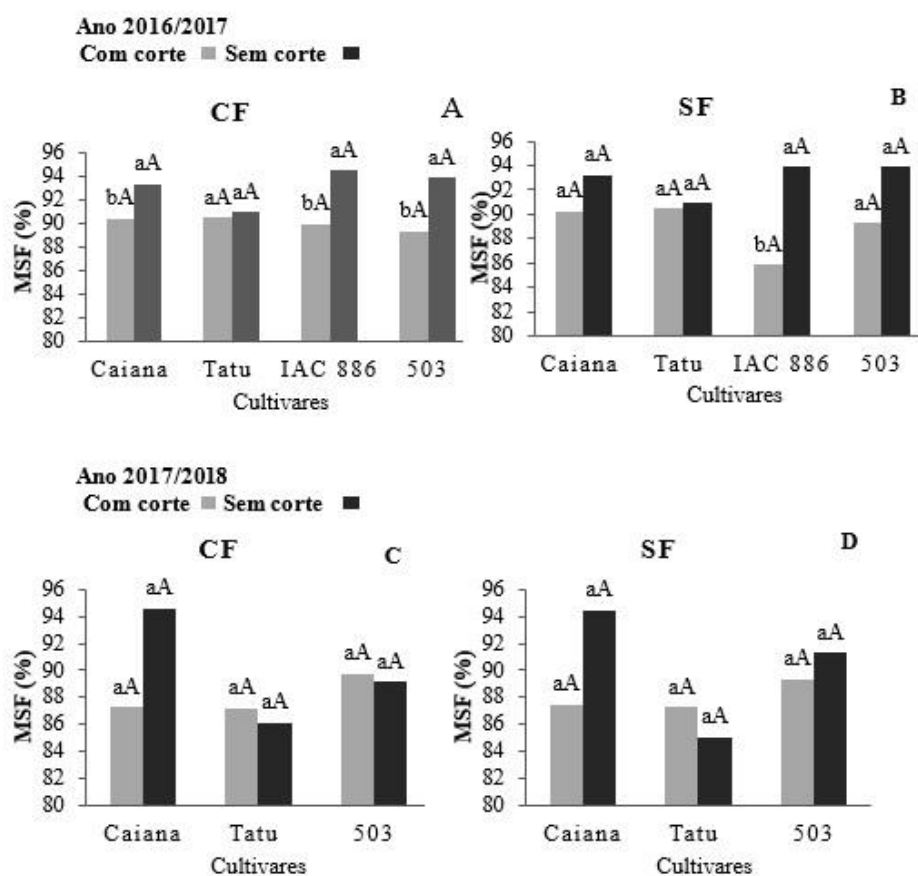 Ano 2016/2017
Com corte Sem corte
CF A
MSF (%)
96
94
92
90
88
86
84
82
80
bA aA aA aA bA aA bA aA
Caiana Tatu IAC 886 503
Cultivares
SF B
MSF (%)
96
94
92
90
88
86
84
82
80
aA aA aA aA bA aA aA aA
Caiana Tatu IAC 886 503
Cultivares
Ano 2017/2018
Com corte Sem corte
CF C
MSF (%)
96
94
92
90
88
86
84
82
80
aA aA aA aA aA aA
Caiana Tatu 503
Cultivares
SF D
MSF (%)
96
94
92
90
88
86
84
82
80
aA aA aA aA aA aA
Caiana Tatu 503
Cultivares